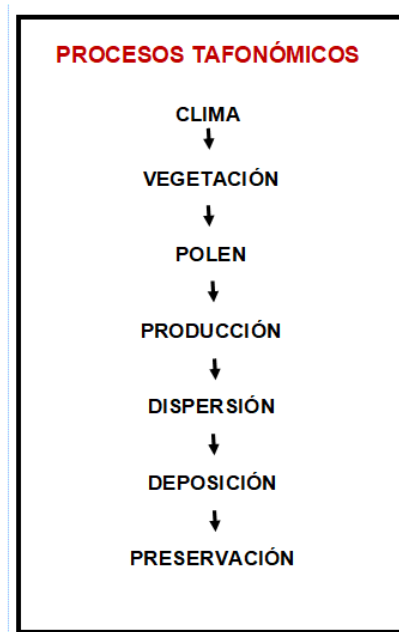 PROCESOS TAFONÓMICOS
CLIMA
VEGETACIÓN
POLEN
PRODUCCIÓN
DISPERSIÓN
DEPOSICIÓN
PRESERVACIÓN